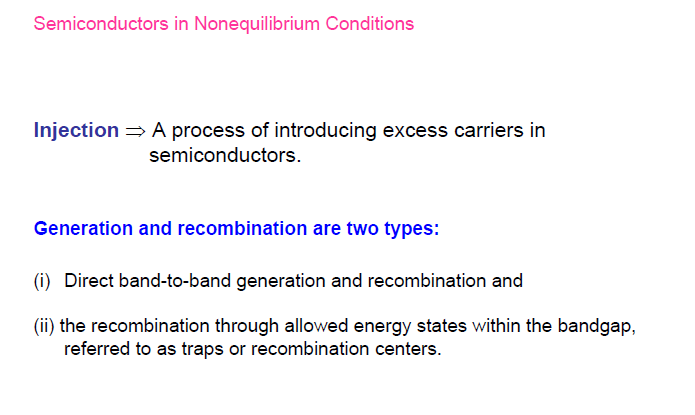 Semiconductors in Nonequilibrium Conditions
Injection ⇒ A process of introducing excess carriers in
semiconductors.
Generation and recombination are two types:
(i) Direct band-to-band generation and recombination and
(ii) the recombination through allowed energy states within the bandgap,
referred to as traps or recombination centers.